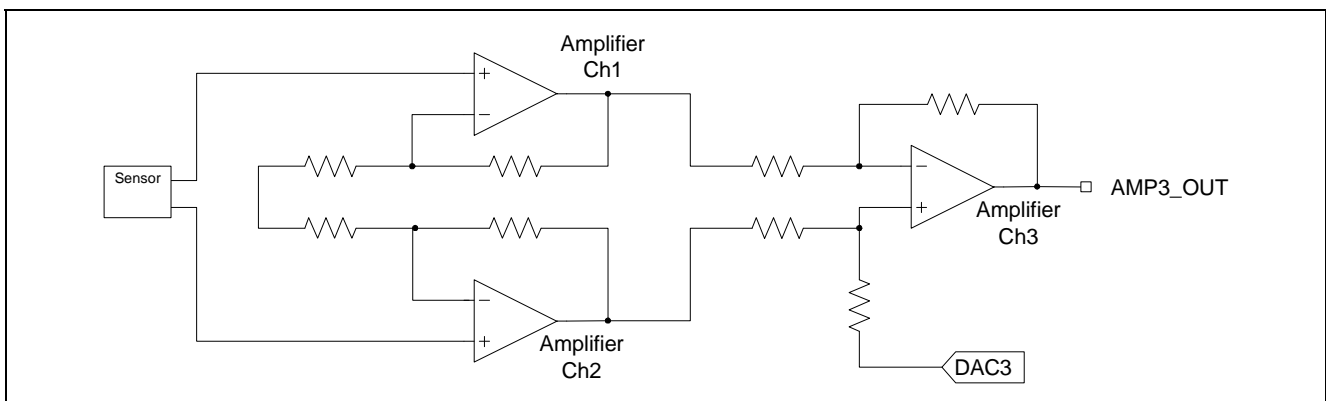 Amplifier
Ch1
Sensor
+
−
−
+
Amplifier
Ch2
−
+
Amplifier
Ch3
AMP3_OUT
DAC3